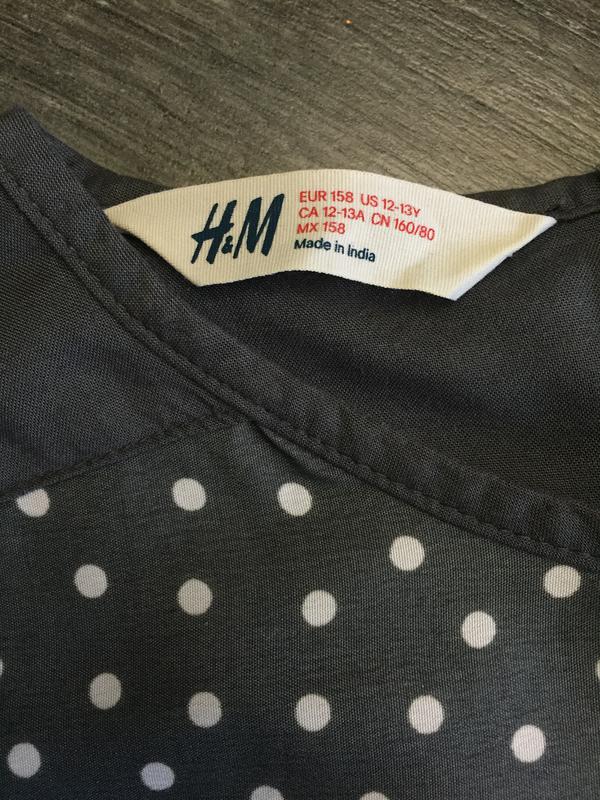 H&M
EUR 158 US 12-13Y
CA 12-13A CN 160/80
MX 158
Made in India